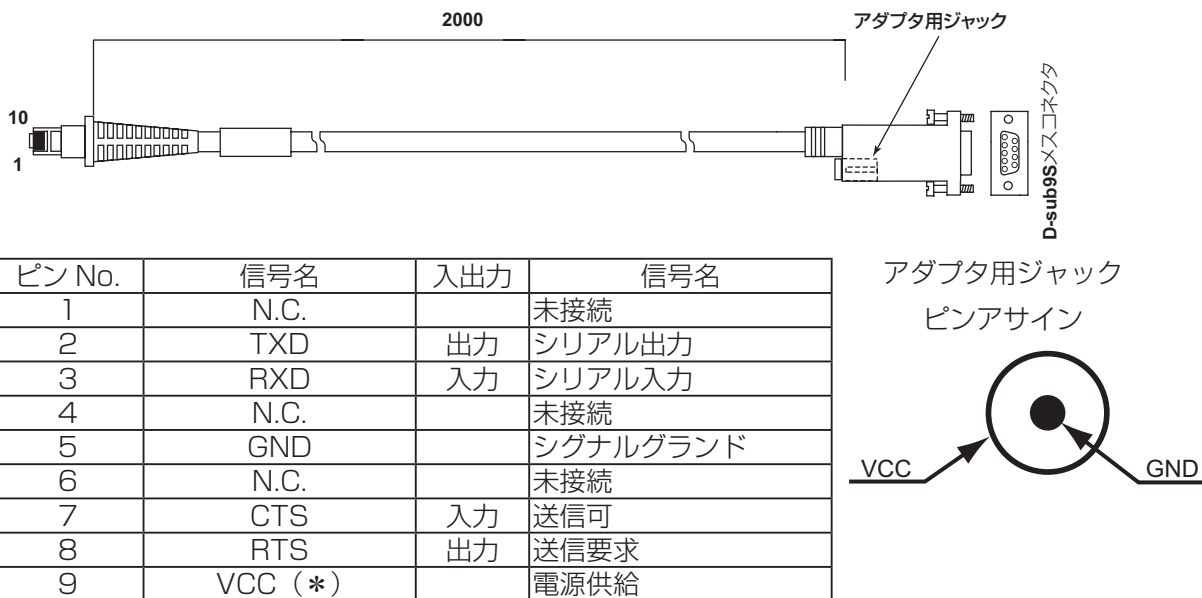 2000
アダプタ用ジャック
10
1
D-sub9Sメスコネクタ
ピン No. 信号名 入出力 信号名
1 N.C. 未接続
2 TXD 出力 シリアル出力
3 RXD 入力 シリアル入力
4 N.C. 未接続
5 GND シグナルグランド
6 N.C. 未接続
7 CTS 入力 送信可
8 RTS 出力 送信要求
9 VCC（＊） 電源供給
アダプタ用ジャック
ピンアサイン
VCC
GND